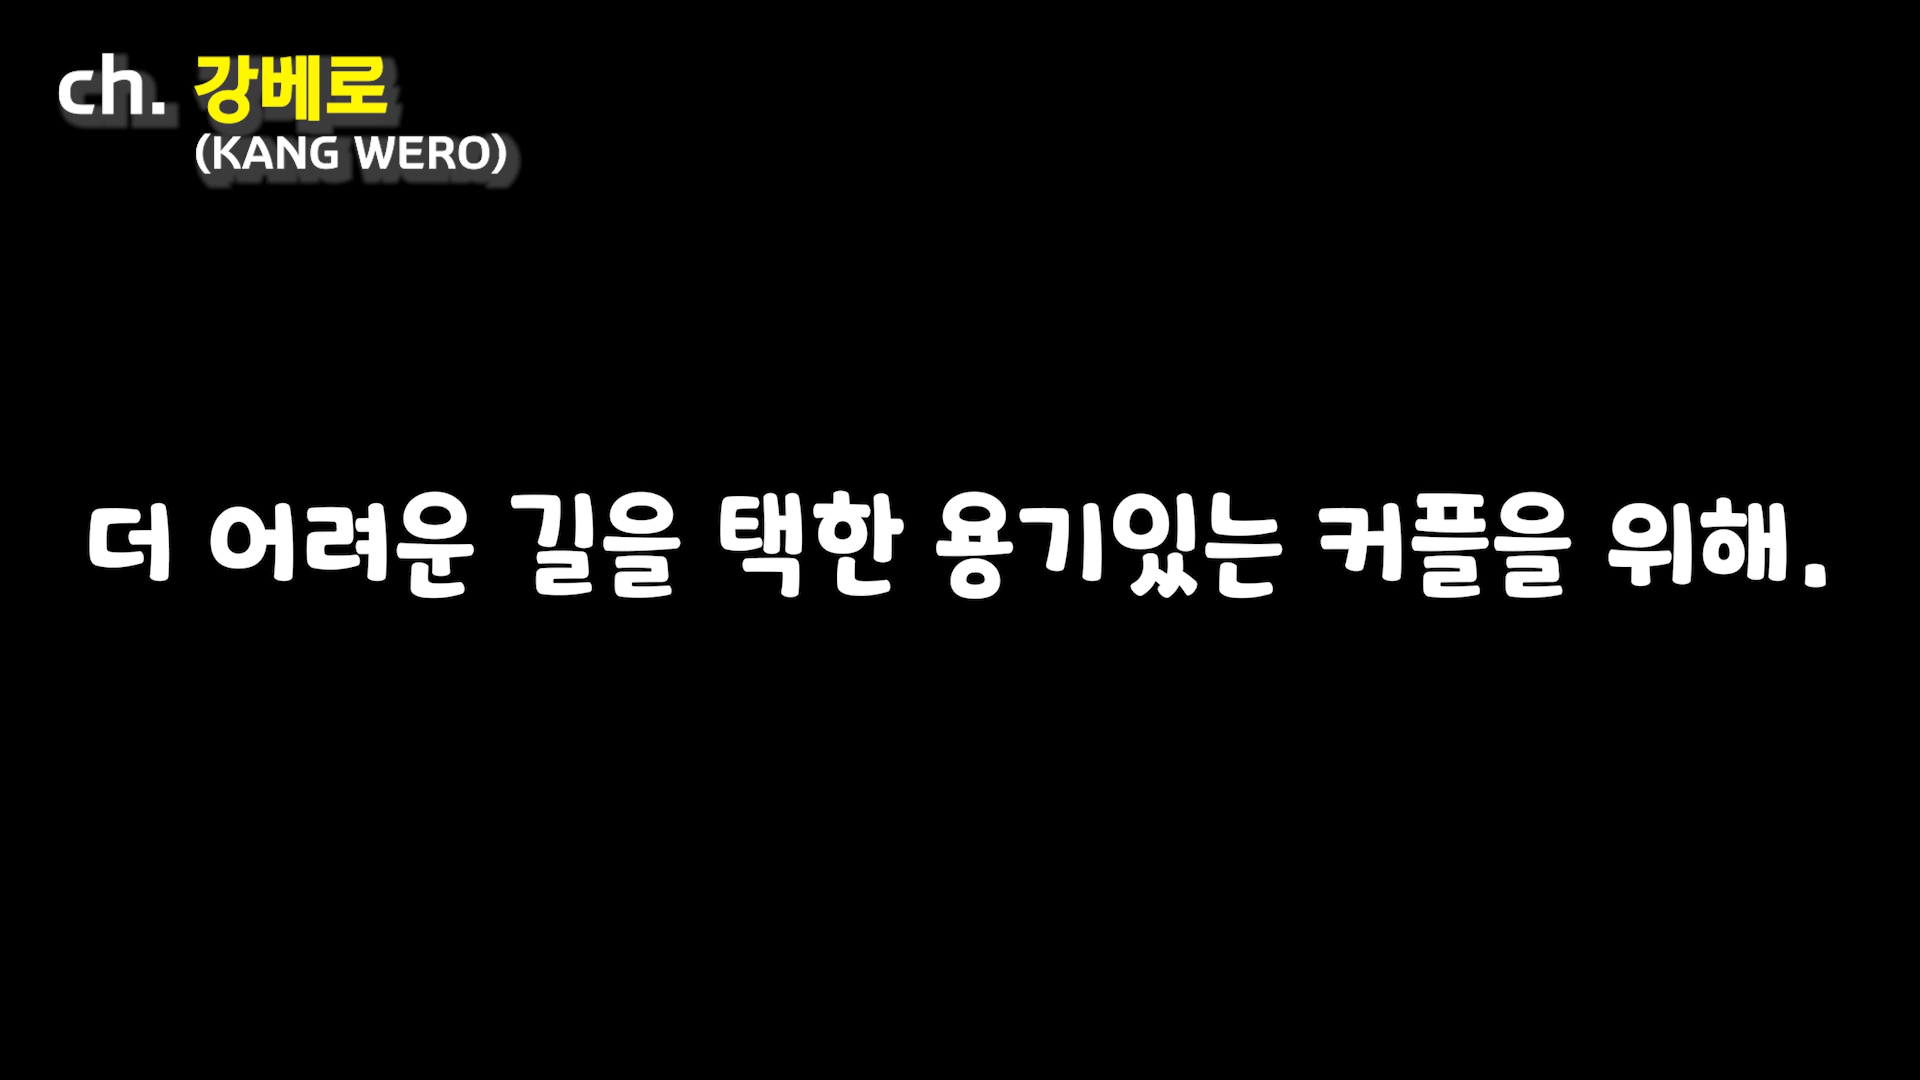 ch. 강베로
(KANG WERO)
더 어려운 길을 택한 용기있는 커플을 위해.